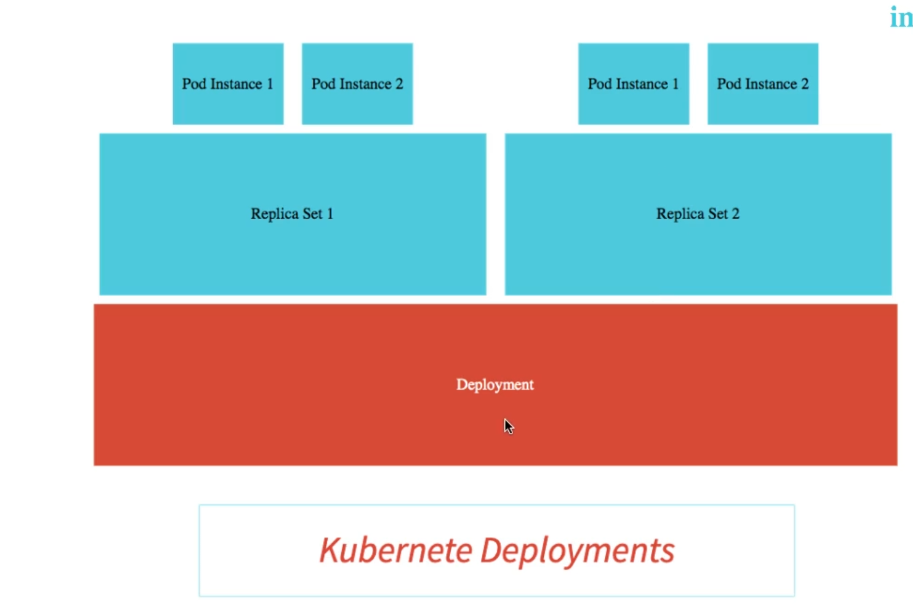 in
Pod Instance 1 Pod Instance 2 Pod Instance 1 Pod Instance 2
Replica Set 1 Replica Set 2
Deployment
Kubernete Deployments